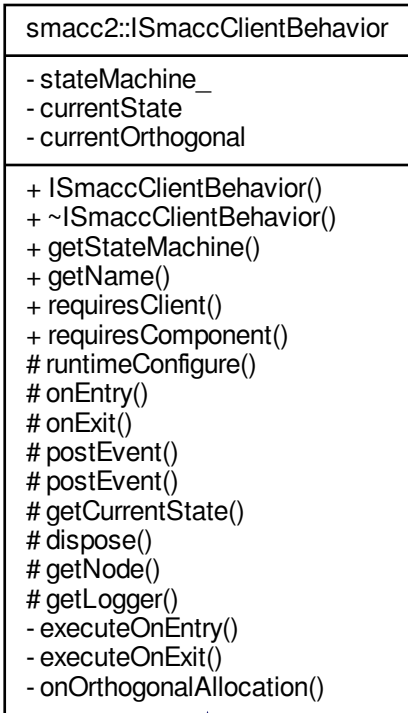 smacc2::ISmaccClientBehavior
- stateMachine_
- currentState
- currentOrthogonal
+ ISmaccClientBehavior()
+ ~ISmaccClientBehavior()
+ getStateMachine()
+ getName()
+ requiresClient()
+ requiresComponent()
# runtimeConfigure()
# onEntry()
# onExit()
# postEvent()
# postEvent()
# getCurrentState()
# dispose()
# getNode()
# getLogger()
- executeOnEntry()
- executeOnExit()
- onOrthogonalAllocation()